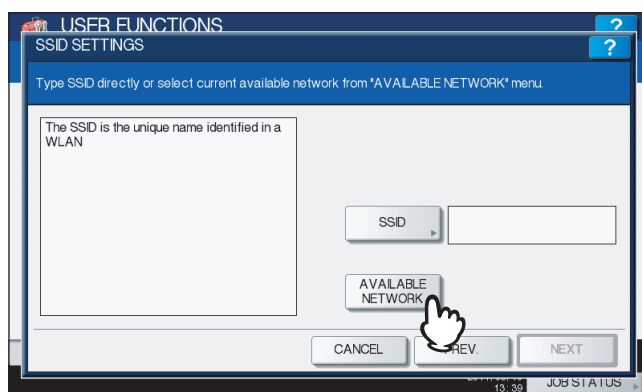 USER FUNCTIONS
?
SSID SETTINGS
?
Type SSID directly or select current available network from "AVAILABLE NETWORK" menu.
The SSID is the unique name identified in a
WLAN
SSID
AVAILABLE
NETWORK
CANCEL
PREV.
NEXT
13:39
JOB STATUS